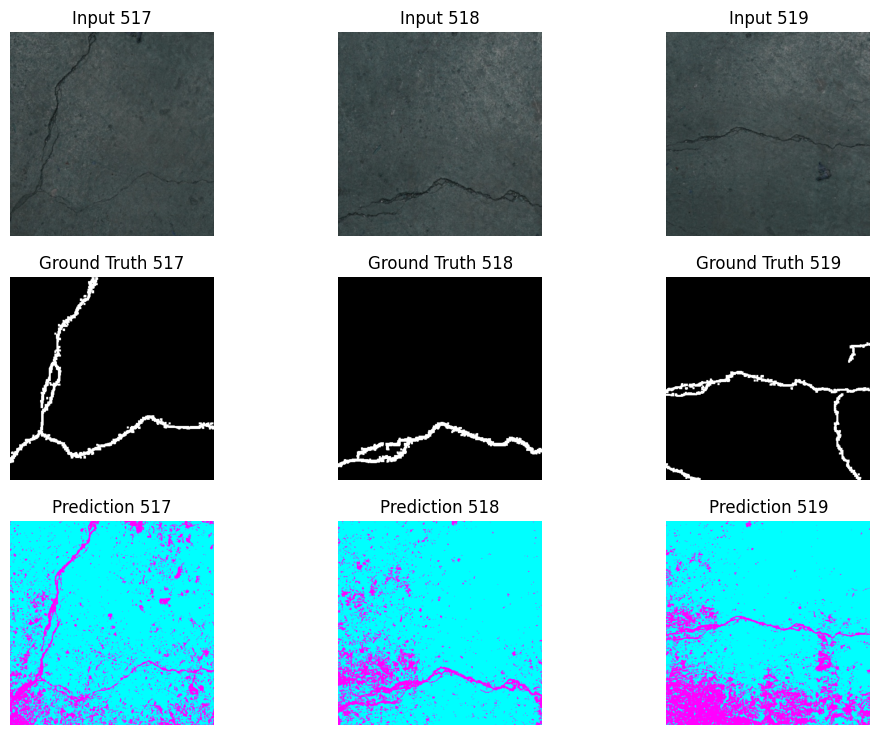 Input 517
Input 518
Input 519
Ground Truth 517
Ground Truth 518
Ground Truth 519
Prediction 517
Prediction 518
Prediction 519